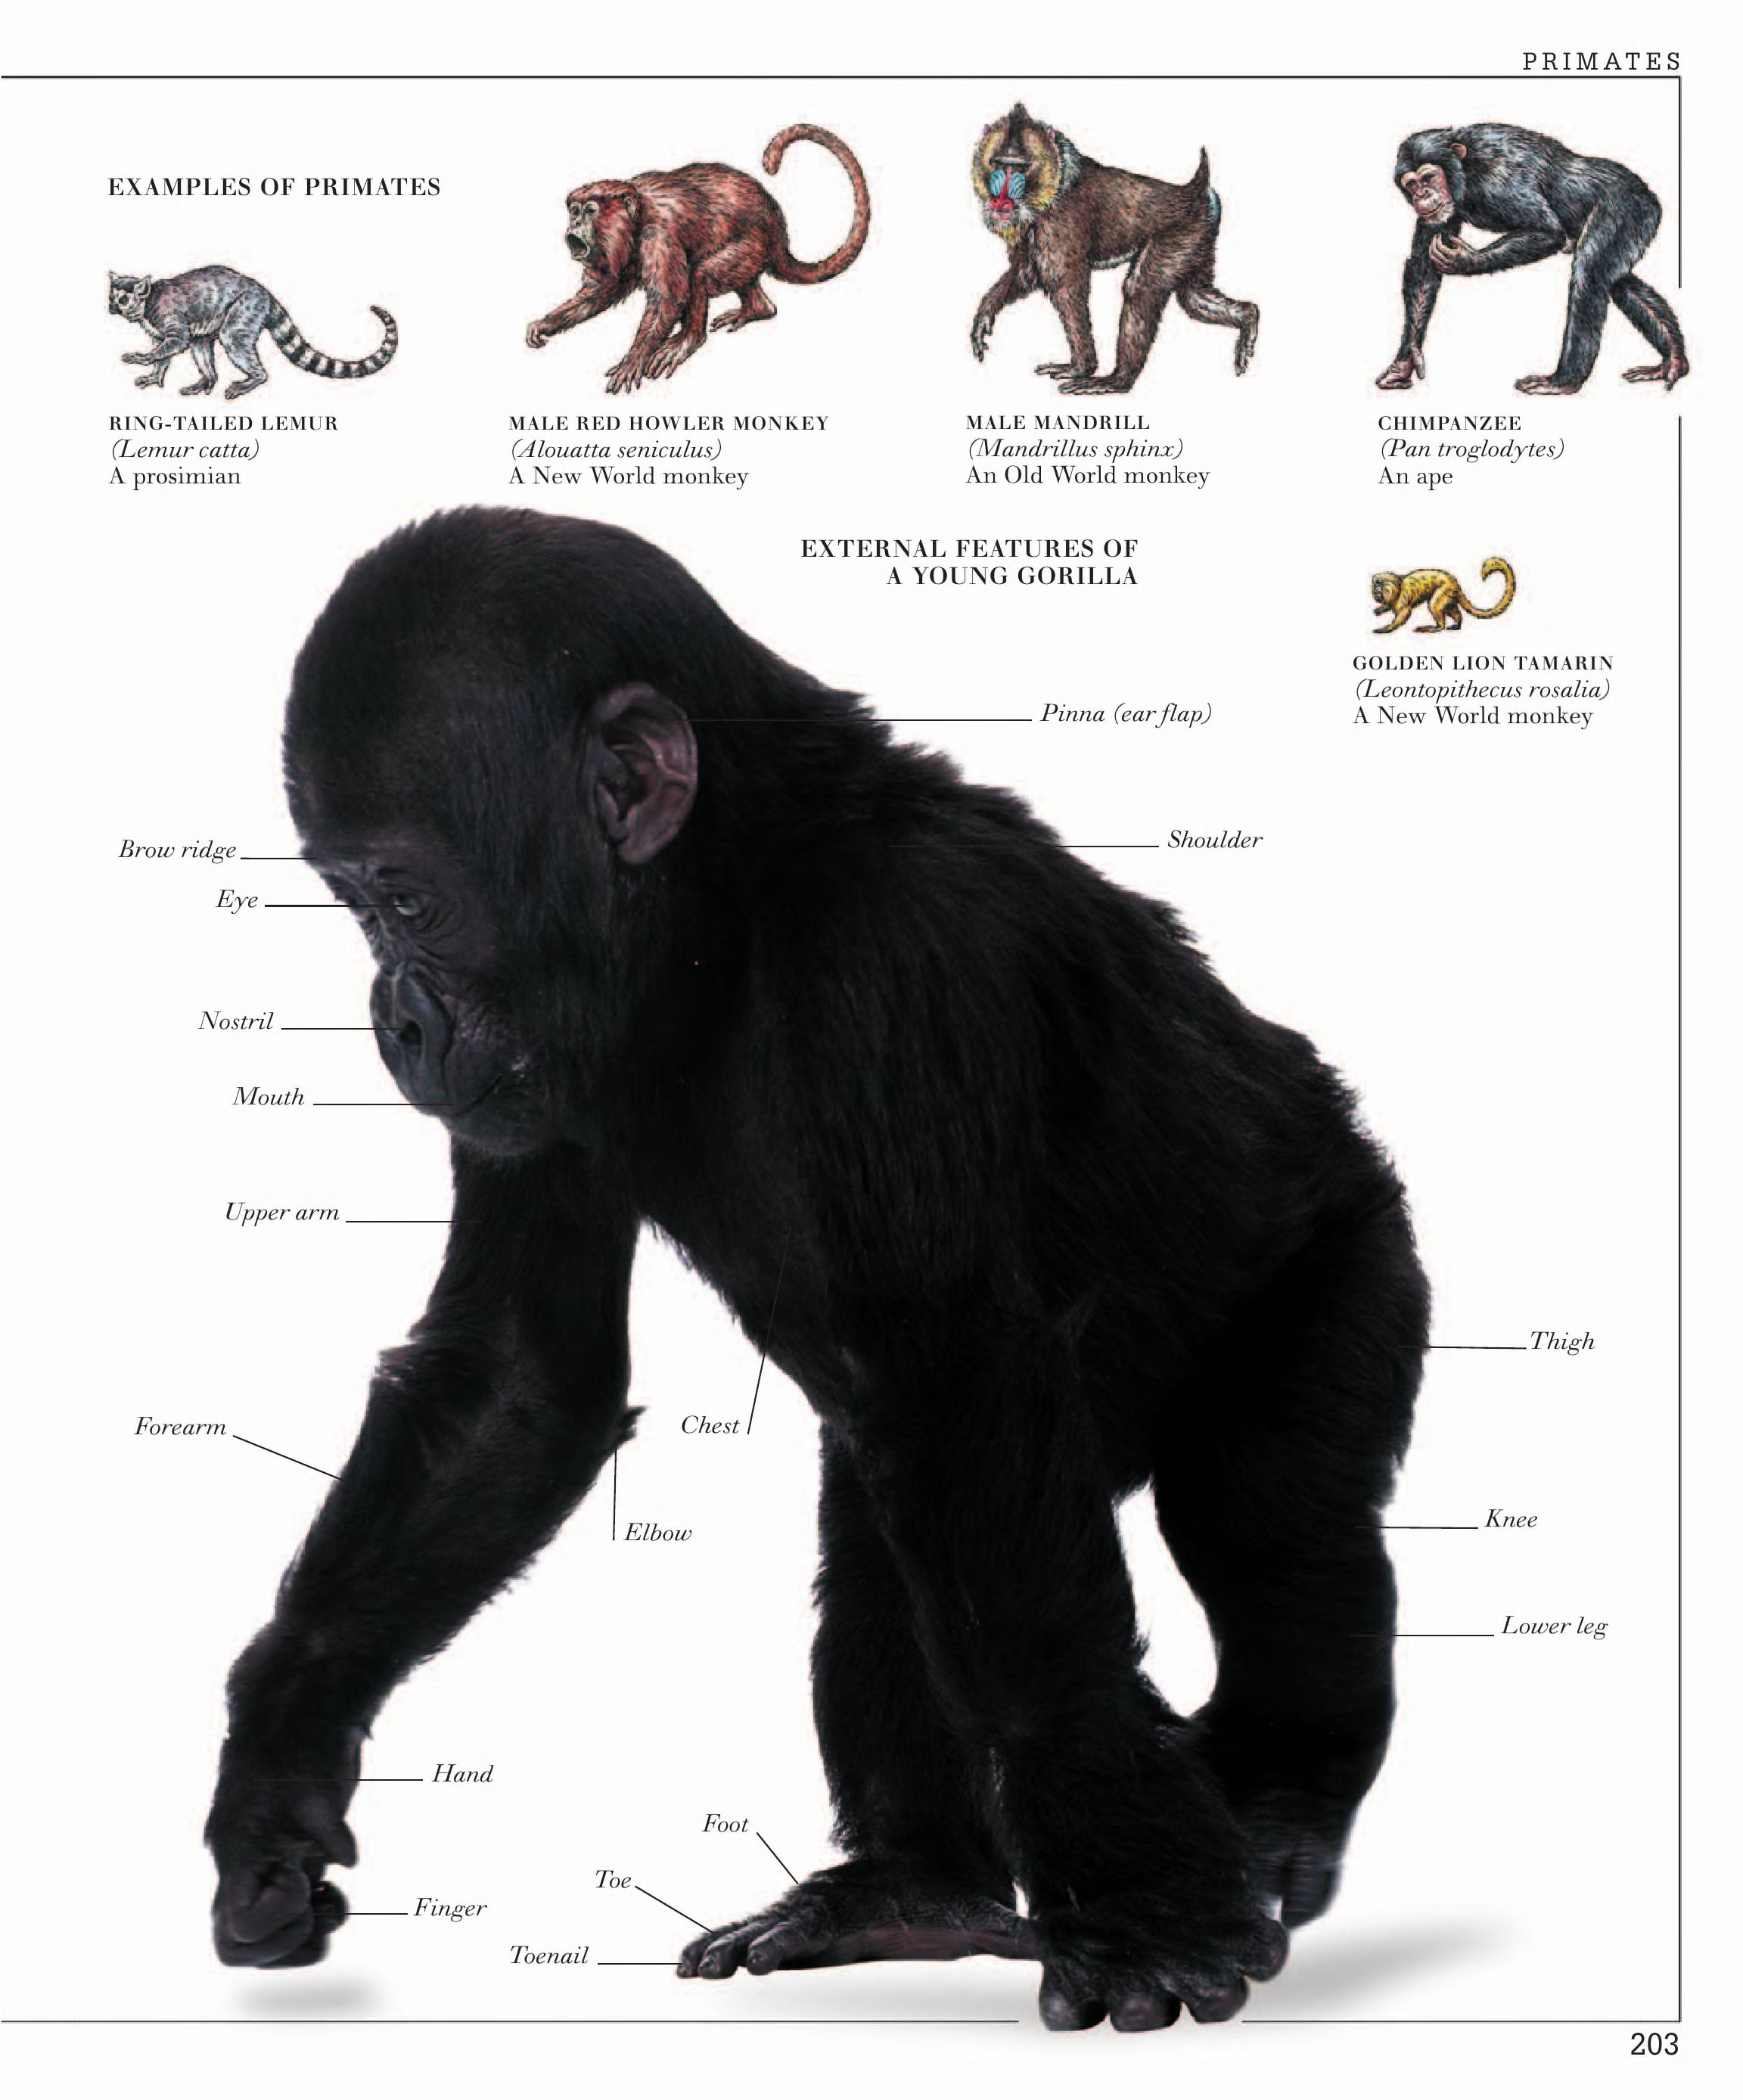 PRIMATES
EXAMPLES OF PRIMATES
RING-TAILED LEMUR
(Lemur catta)
A prosimian
MALE RED HOWLER MONKEY
(Alouatta seniculus)
A New World monkey
MALE MANDRILL
(Mandrillus sphinx)
An Old World monkey
CHIMPANZEE
(Pan troglodytes)
An ape
EXTERNAL FEATURES OF
A YOUNG GORILLA
GOLDEN LION TAMARIN
(Leontopithecus rosalia)
A New World monkey
Pinna (ear flap)
Shoulder
Brow ridge
Eye
Nostril
Mouth
Upper arm
Thigh
Forearm
Chest
Knee
Elbow
Lower leg
Hand
Foot
Toe
Finger
Toenail
203